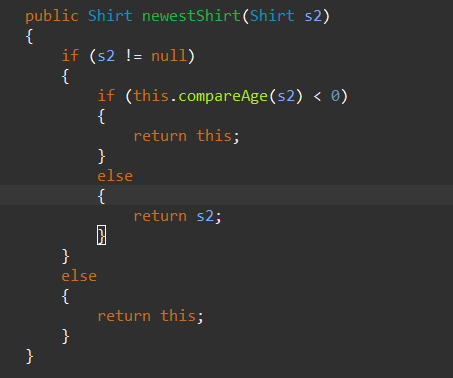 public Shirt newestShirt(Shirt s2)
{
    if (s2 != null)
    {
        if (this.compareAge(s2) < 0)
        {
            return this;
        }
        else
        {
            return s2;
        }
    }
    else
    {
        return this;
    }
}